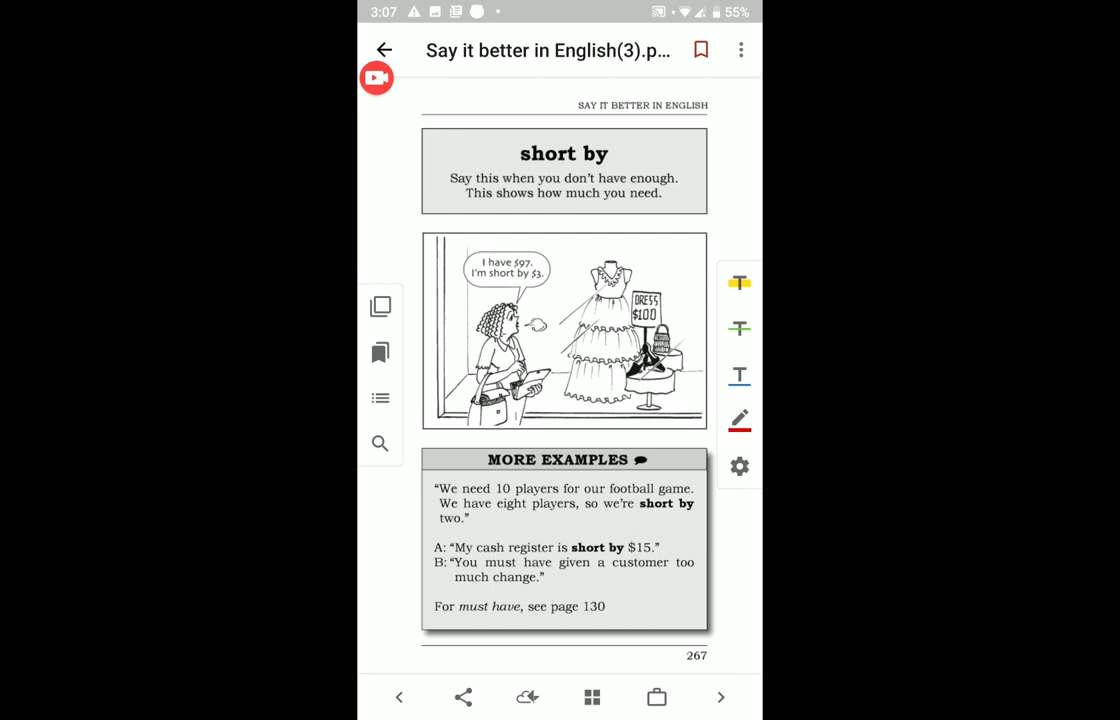 3:07
55%
Say it better in English(3).p...
SAY IT BETTER IN ENGLISH
short by
Say this when you don't have enough.
This shows how much you need.
I have $97.
I'm short by $3.
DRESS
$100
MORE EXAMPLES
"We need 10 players for our football game.
We have eight players, so we're short by
two."
A: "My cash register is short by $15."
B: "You must have given a customer too
much change."
For must have, see page 130
267